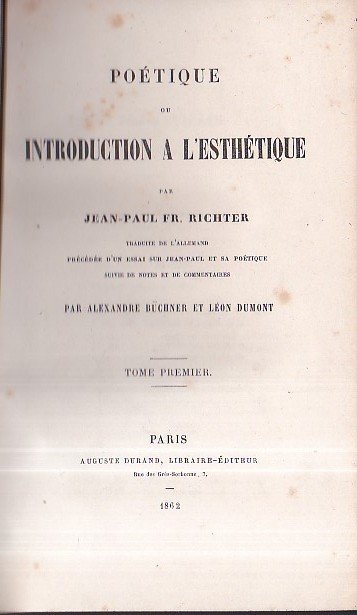 POÉTIQUE
OU
INTRODUCTION A L'ESTHÉTIQUE
PAR
JEAN-PAUL FR. RICHTER
TRADUITE DE L'ALLEMAND
PRÉCÉDÉE D'UN ESSAI SUR JEAN-PAUL ET SA POÉTIQUE
SUIVIE DE NOTES ET DE COMMENTAIRES
PAR ALEXANDRE BÜCHNER ET LÉON DUMONT
TOME PREMIER.
PARIS
AUGUSTE DURAND, LIBRAIRE-ÉDITEUR
Rue des Grès-Sorbonne, 7.
1862